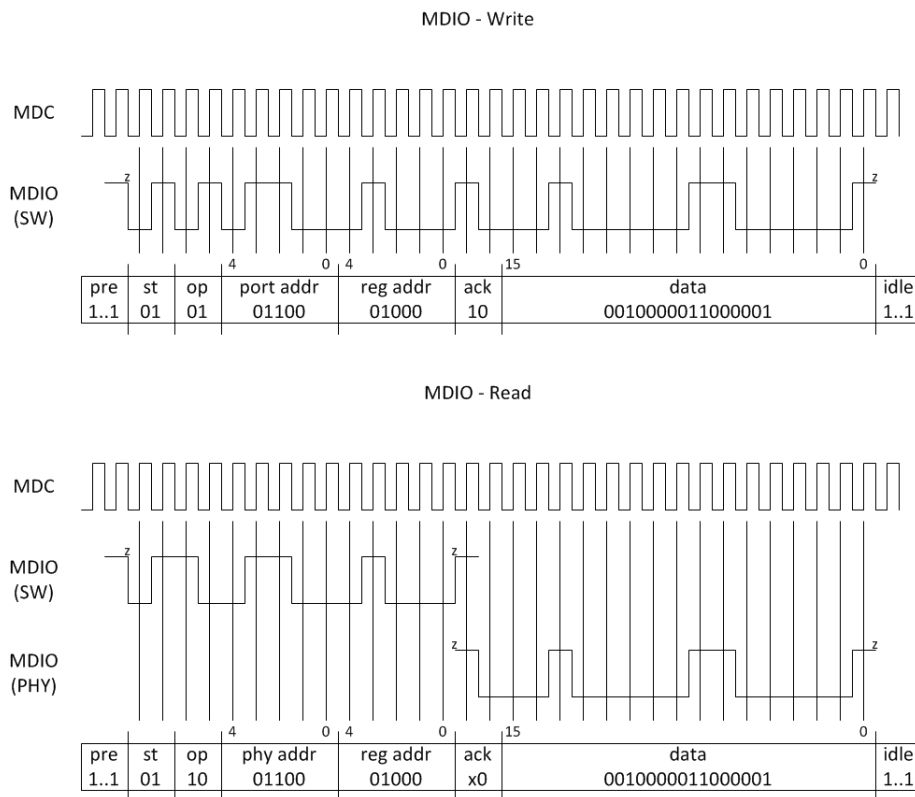 MDIO - Write
MDC
z z
MDIO
(SW)
4 0 4 0 15 0
pre st op port addr reg addr ack data idle
1..1 01 01 01100 01000 10 0010000011000001 1..1
MDIO - Read
MDC
z z
MDIO
(SW)
z z
MDIO
(PHY)
4 0 4 0 15 0
pre st op phy addr reg addr ack data idle
1..1 01 10 01100 01000 x0 0010000011000001 1..1